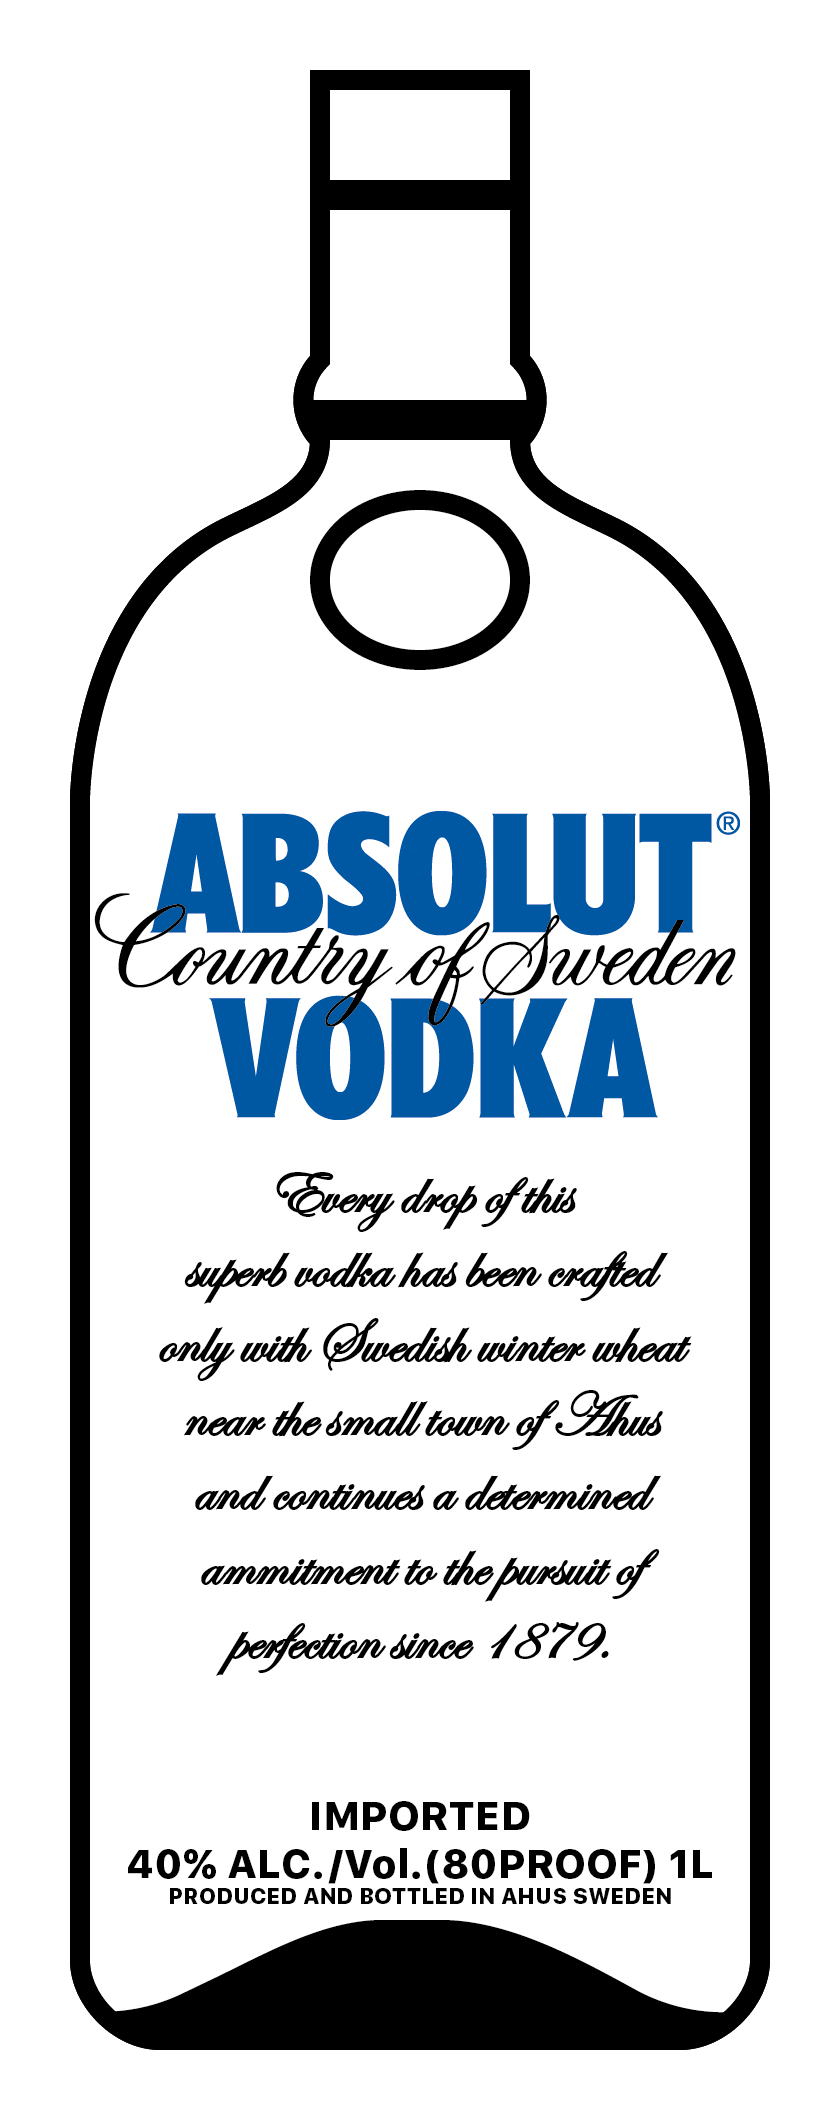 ABSOLUT®
Country of Sweden
VODKA
Every drop of this
superb vodka has been crafted
only with Swedish winter wheat
near the small town of Ahus
and continues a determined
ammitment to the pursuit of
perfection since 1879.
IMPORTED
40% ALC./Vol.(80PROOF) 1L
PRODUCED AND BOTTLED IN AHUS SWEDEN